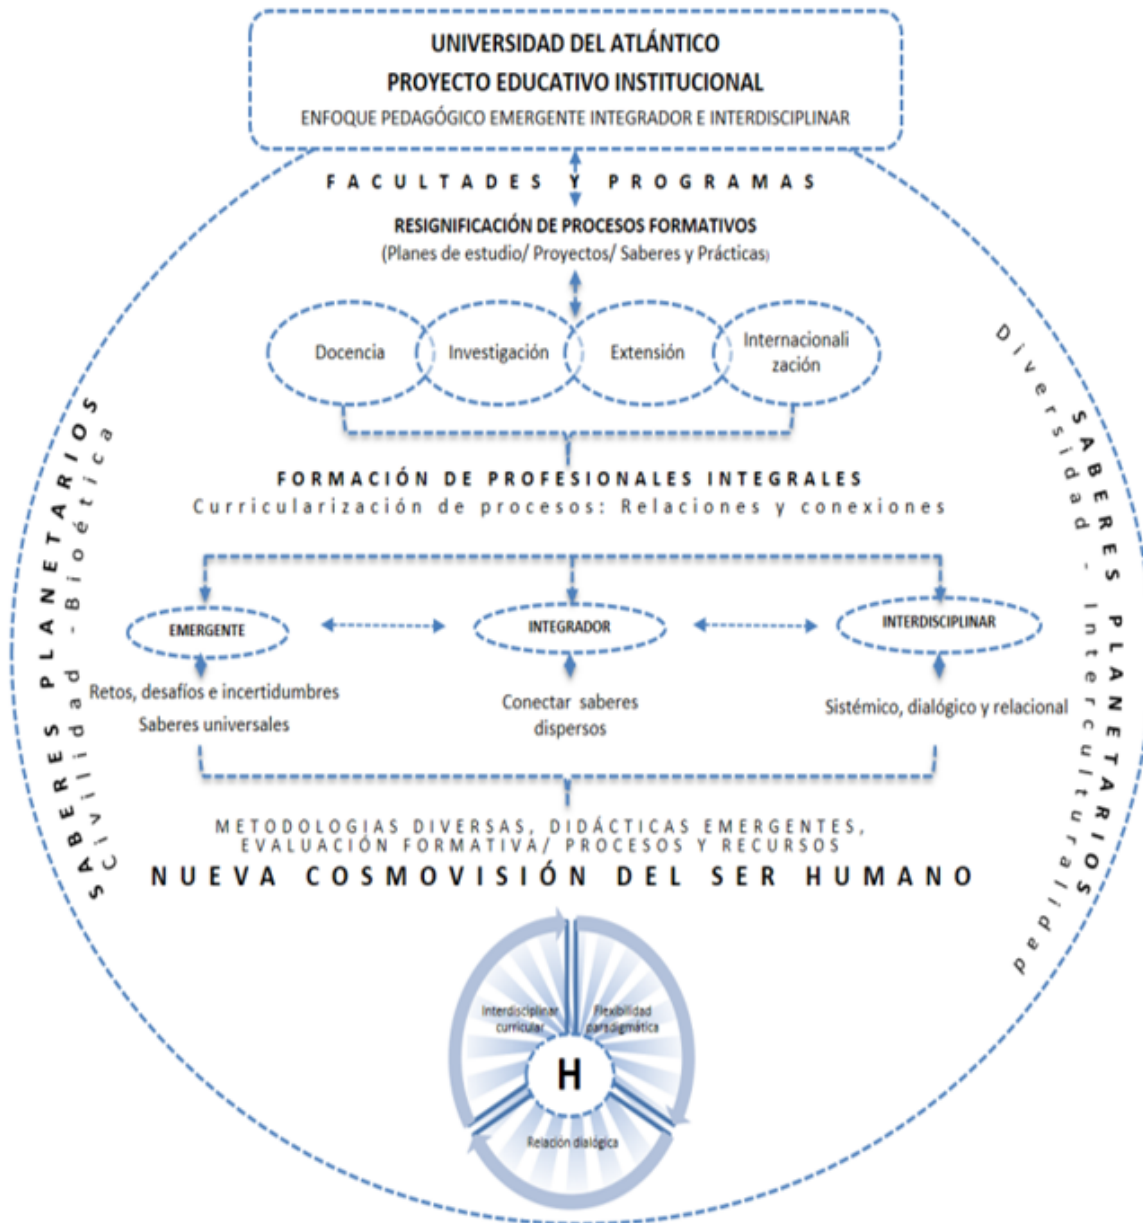 UNIVERSIDAD DEL ATLÁNTICO
PROYECTO EDUCATIVO INSTITUCIONAL
ENFOQUE PEDAGÓGICO EMERGENTE INTEGRADOR E INTERDISCIPLINAR
FACULTADES Y PROGRAMAS
RESIGNIFICACIÓN DE PROCESOS FORMATIVOS
(Planes de estudio/ Proyectos/ Saberes y Prácticas)
Docencia
Investigación
Extensión
Internacionali
zación
FORMACIÓN DE PROFESIONALES INTEGRALES
Curricularización de procesos: Relaciones y conexiones
EMERGENTE
INTEGRADOR
INTERDISCIPLINAR
Retos, desafíos e incertidumbres
Saberes universales
Conectar saberes
dispersos
Sistémico, dialógico y relacional
METODOLOGIAS DIVERSAS, DIDÁCTICAS EMERGENTES,
EVALUACIÓN FORMATIVA/ PROCESOS Y RECURSOS
NUEVA COSMOVISIÓN DEL SER HUMANO
SABERES PLANETARIOS
Civilidad -Bioética
SABERES PLANETARIOS
Diversidad - Interculturalidad
Interdisciplinar
curricular
Flexibilidad
paradigmática
H
Relación dialógica